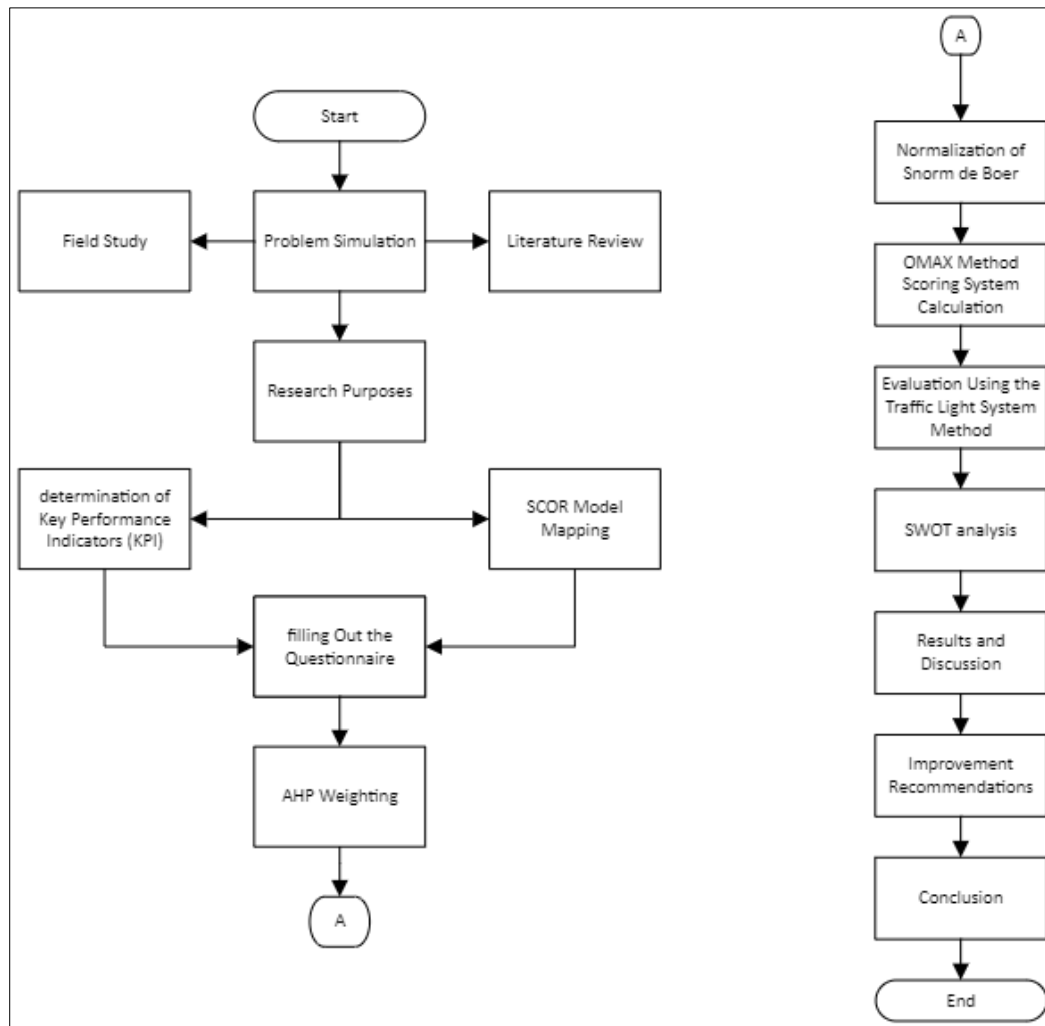 Start
Field Study
Problem Simulation
Literature Review
Research Purposes
determination of
Key Performance
Indicators (KPI)
SCOR Model
Mapping
filling Out the
Questionnaire
AHP Weighting
A
A
Normalization of
Snorm de Boer
OMAX Method
Scoring System
Calculation
Evaluation Using the
Traffic Light System
Method
SWOT analysis
Results and
Discussion
Improvement
Recommendations
Conclusion
End